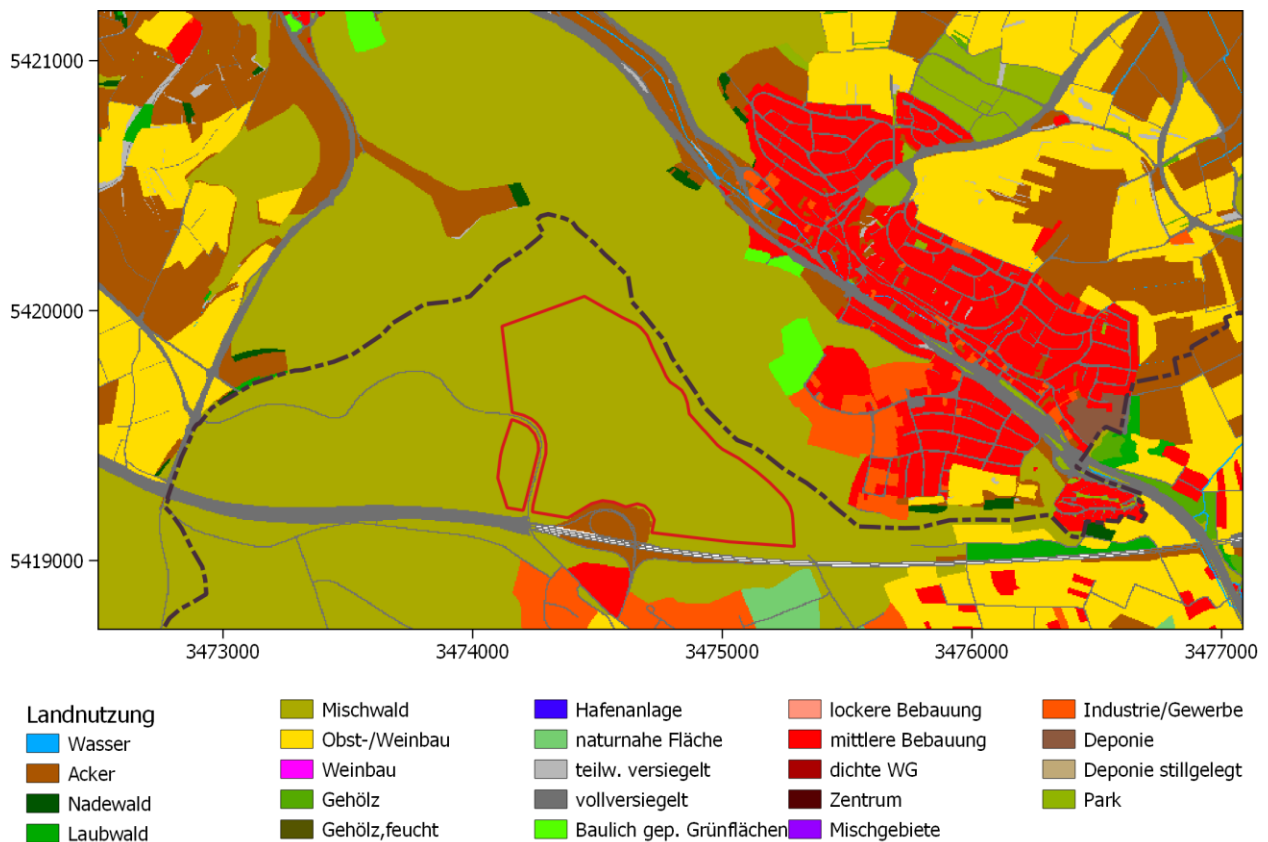 5421000
5420000
5419000
3473000
3474000
3475000
3476000
3477000
Landnutzung
Wasser
Acker
Nadewald
Laubwald
Mischwald
Obst-/Weinbau
Weinbau
Gehölz
Gehölz,feucht
Hafenanlage
naturnahe Fläche
teilw. versiegelt
vollversiegelt
Baulich gep. Grünflächen
lockere Bebauung
mittlere Bebauung
dichte WG
Zentrum
Mischgebiete
Industrie/Gewerbe
Deponie
Deponie stillgelegt
Park